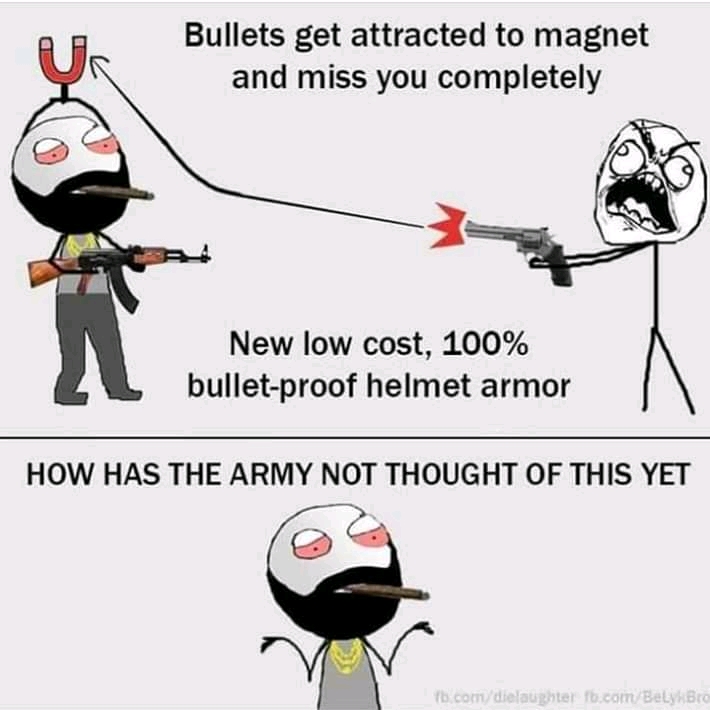 Bullets get attracted to magnet
and miss you completely
New low cost, 100%
bullet-proof helmet armor
HOW HAS THE ARMY NOT THOUGHT OF THIS YET
fb.com/dielaughter fb.com/BeLykBro